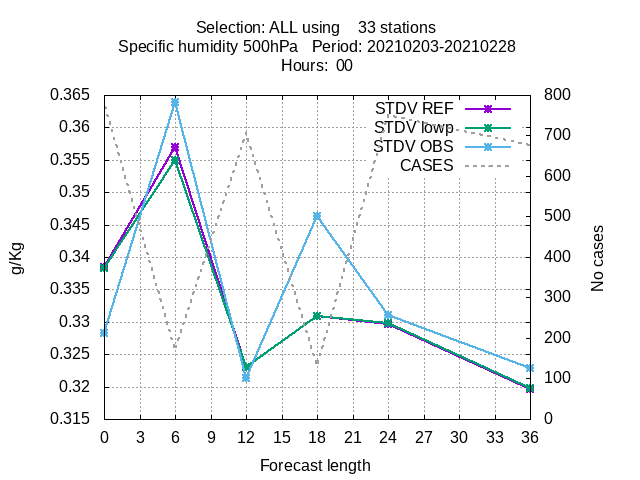 Selection: ALL using    33 stations
Specific humidity 500hPa   Period: 20210203-20210228
Hours:  00
0.365
0.36
0.355
0.35
0.345
0.34
0.335
0.33
0.325
0.32
0.315
g/Kg
STDV REF
STDV lowp
STDV OBS
CASES
800
700
600
500
400
300
200
100
0
No cases
0 3 6 9 12 15 18 21 24 27 30 33 36
Forecast length